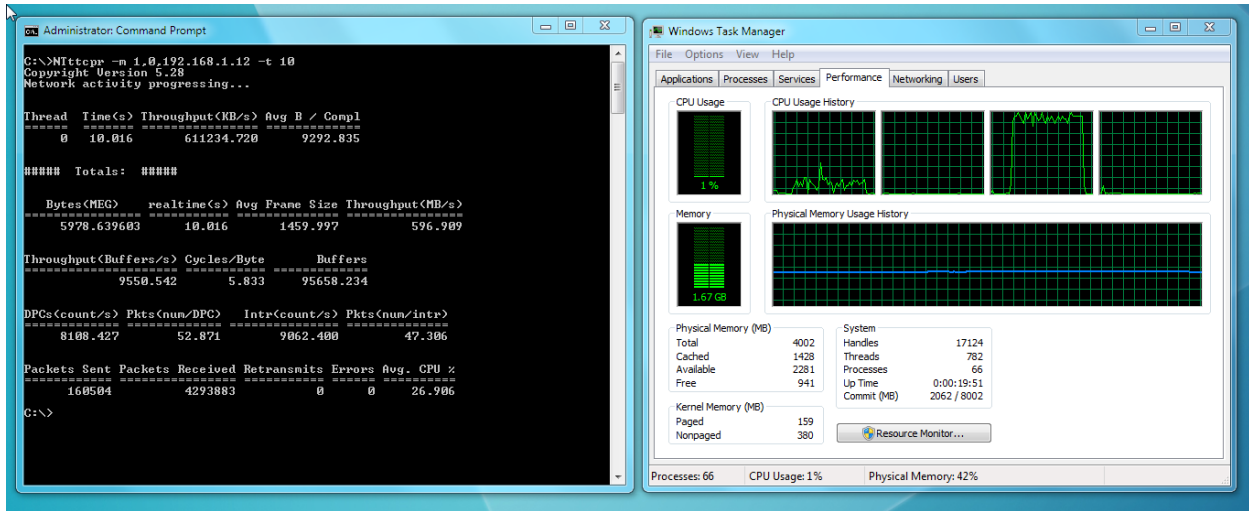 Administrator: Command Prompt
C:\>NTttcpr -m 1,0,192.168.1.12 -t 10
Copyright Version 5.28
Network activity progressing...
Thread Time(s) Throughput(KB/s) Avg B / Compl
====== ======= ================ =============
0 10.016 611234.720 9292.835
##### Totals: #####
Bytes(MEG) realtime(s) Avg Frame Size Throughput(MB/s)
================ =========== ============== ================
5978.639603 10.016 1459.997 596.909
Throughput(Buffers/s) Cycles/Byte Buffers
===================== =========== =============
9550.542 5.833 95658.234
DPCs(count/s) Pkts(num/DPC) Intr(count/s) Pkts(num/intr)
============= ============= =============== ==============
8108.427 52.871 9062.400 47.306
Packets Sent Packets Received Retransmits Errors Avg. CPU %
============ ================ =========== ====== ==========
160504 4293883 0 0 26.906
C:\>
Windows Task Manager
File Options View Help
Applications Processes Services Performance Networking Users
CPU Usage CPU Usage History
1 %
Memory Physical Memory Usage History
1.67 GB
Physical Memory (MB)
Total 4002
Cached 1428
Available 2281
Free 941
Kernel Memory (MB)
Paged 159
Nonpaged 380
System
Handles 17124
Threads 782
Processes 66
Up Time 0:00:19:51
Commit (MB) 2062 / 8002
Resource Monitor...
Processes: 66 CPU Usage: 1% Physical Memory: 42%